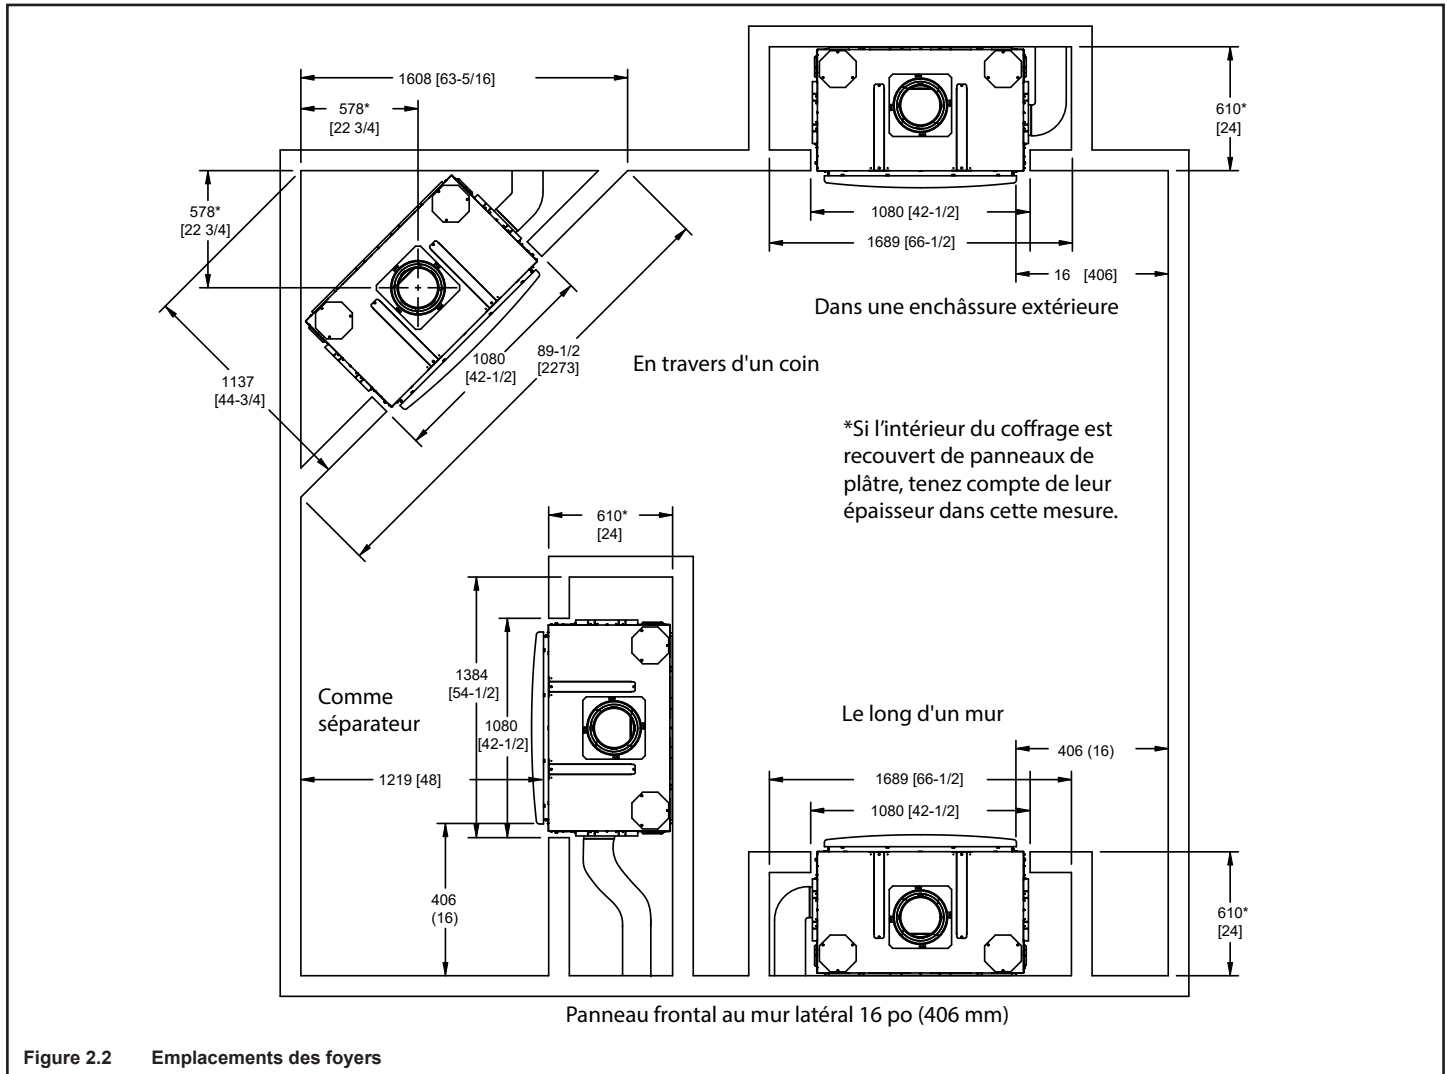 1608 [63-5/16]
578*
[22 3/4]
578*
[22 3/4]
1137
[44-3/4]
1080
[42-1/2]
89-1/2
[2273]
En travers d'un coin
610*
[24]
1080 [42-1/2]
1689 [66-1/2]
16 [406]
Dans une enchâssure extérieure
*Si l'intérieur du coffrage est
recouvert de panneaux de
plâtre, tenez compte de leur
épaisseur dans cette mesure.
610*
[24]
1384
[54-1/2]
1080
[42-1/2]
Comme
séparateur
1219 [48]
406
(16)
Le long d'un mur
406 (16)
1689 [66-1/2]
1080 [42-1/2]
610*
[24]
Panneau frontal au mur latéral 16 po (406 mm)
Figure 2.2 Emplacements des foyers